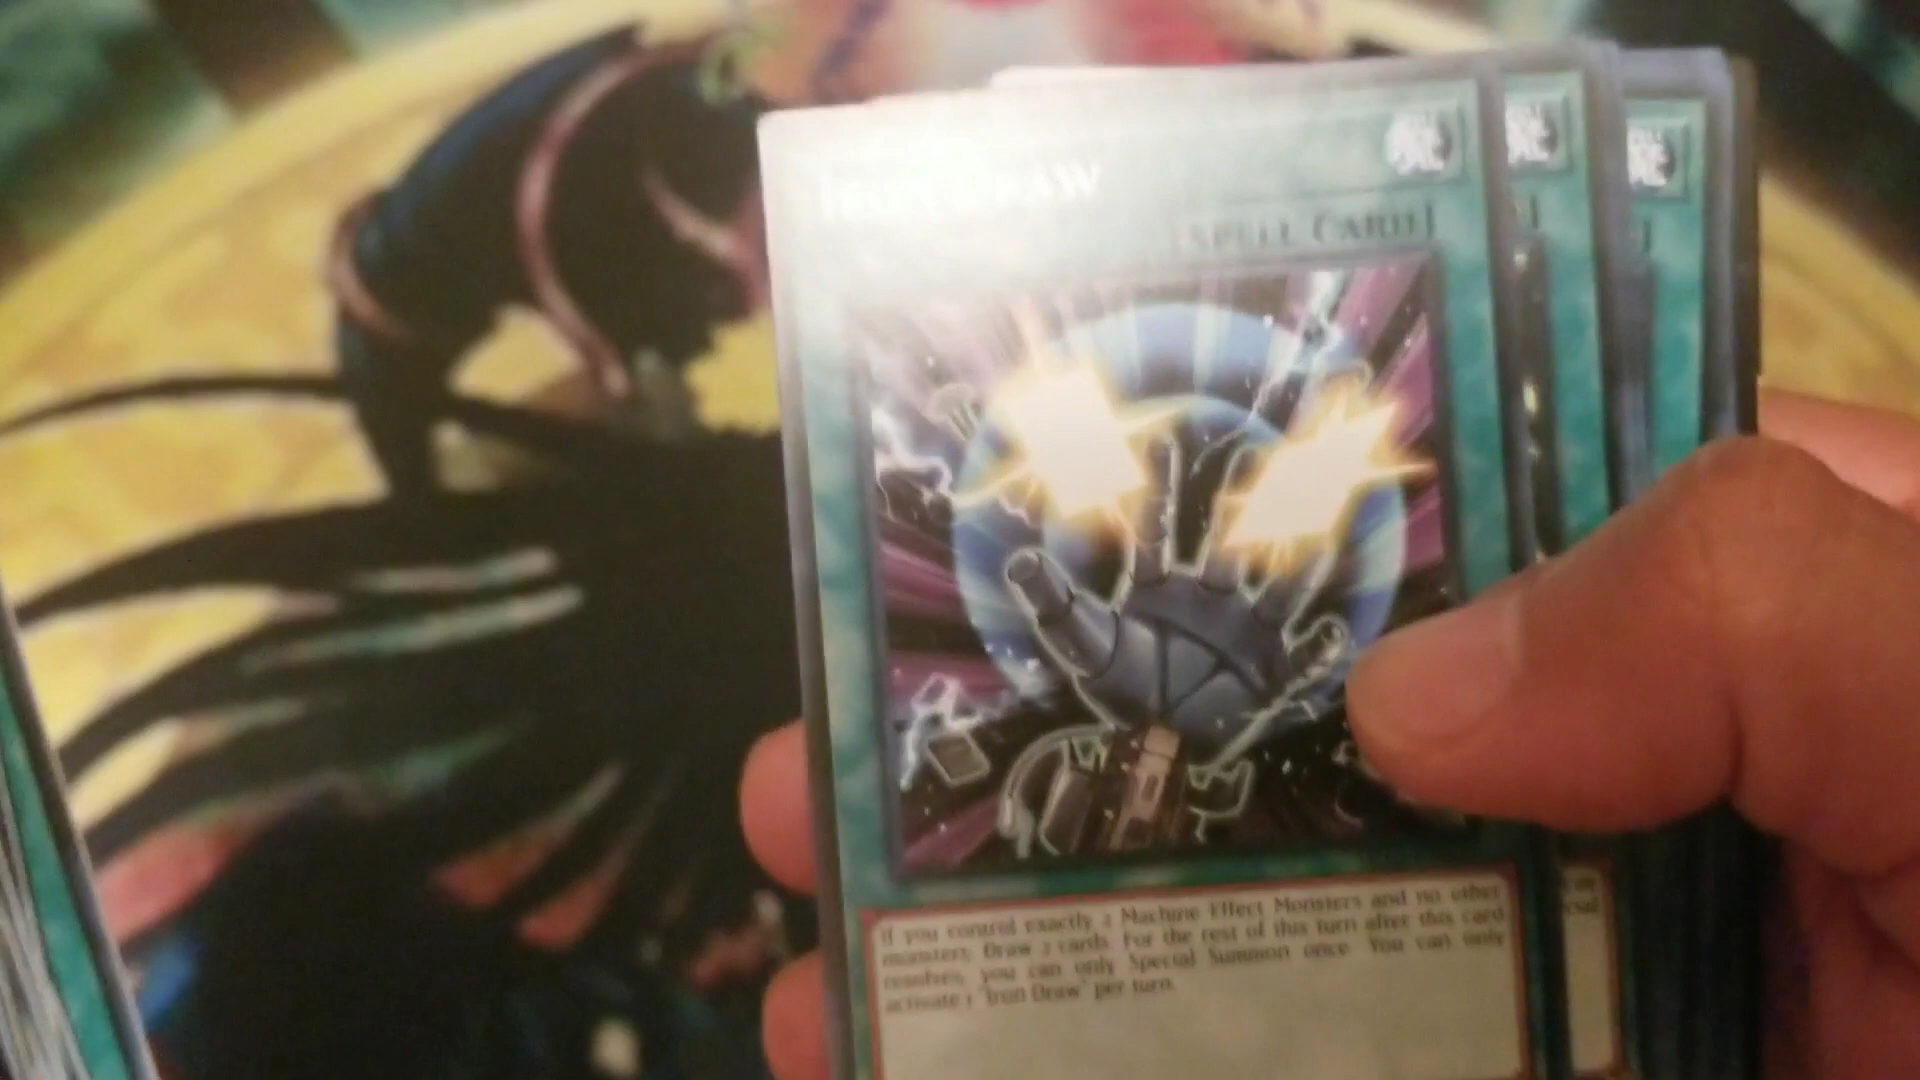 Iron Draw
[Spell Card]
If you control exactly 2 Machine Effect Monsters and no other
monsters: Draw 2 cards. For the rest of this turn after this card
resolves, you can only Special Summon once. You can only
activate 1 "Iron Draw" per turn.